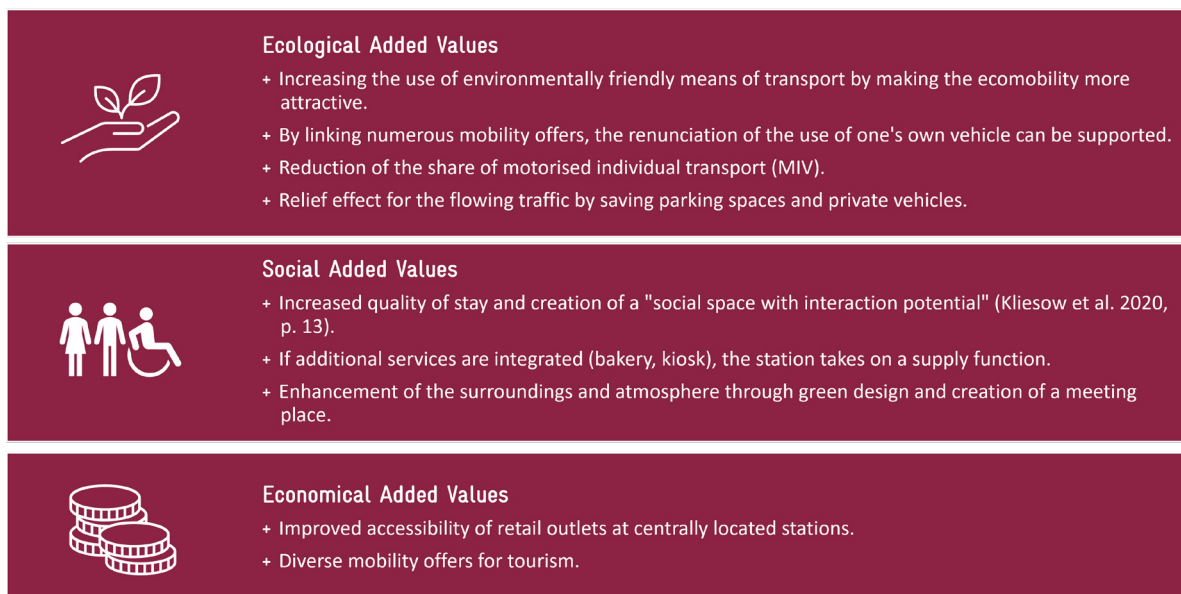 Ecological Added Values
+ Increasing the use of environmentally friendly means of transport by making the ecomobility more
attractive.
+ By linking numerous mobility offers, the renunciation of the use of one's own vehicle can be supported.
+ Reduction of the share of motorised individual transport (MIV).
+ Relief effect for the flowing traffic by saving parking spaces and private vehicles.
Social Added Values
+ Increased quality of stay and creation of a "social space with interaction potential" (Kliesow et al. 2020,
p. 13).
+ If additional services are integrated (bakery, kiosk), the station takes on a supply function.
+ Enhancement of the surroundings and atmosphere through green design and creation of a meeting
place.
Economical Added Values
+ Improved accessibility of retail outlets at centrally located stations.
+ Diverse mobility offers for tourism.